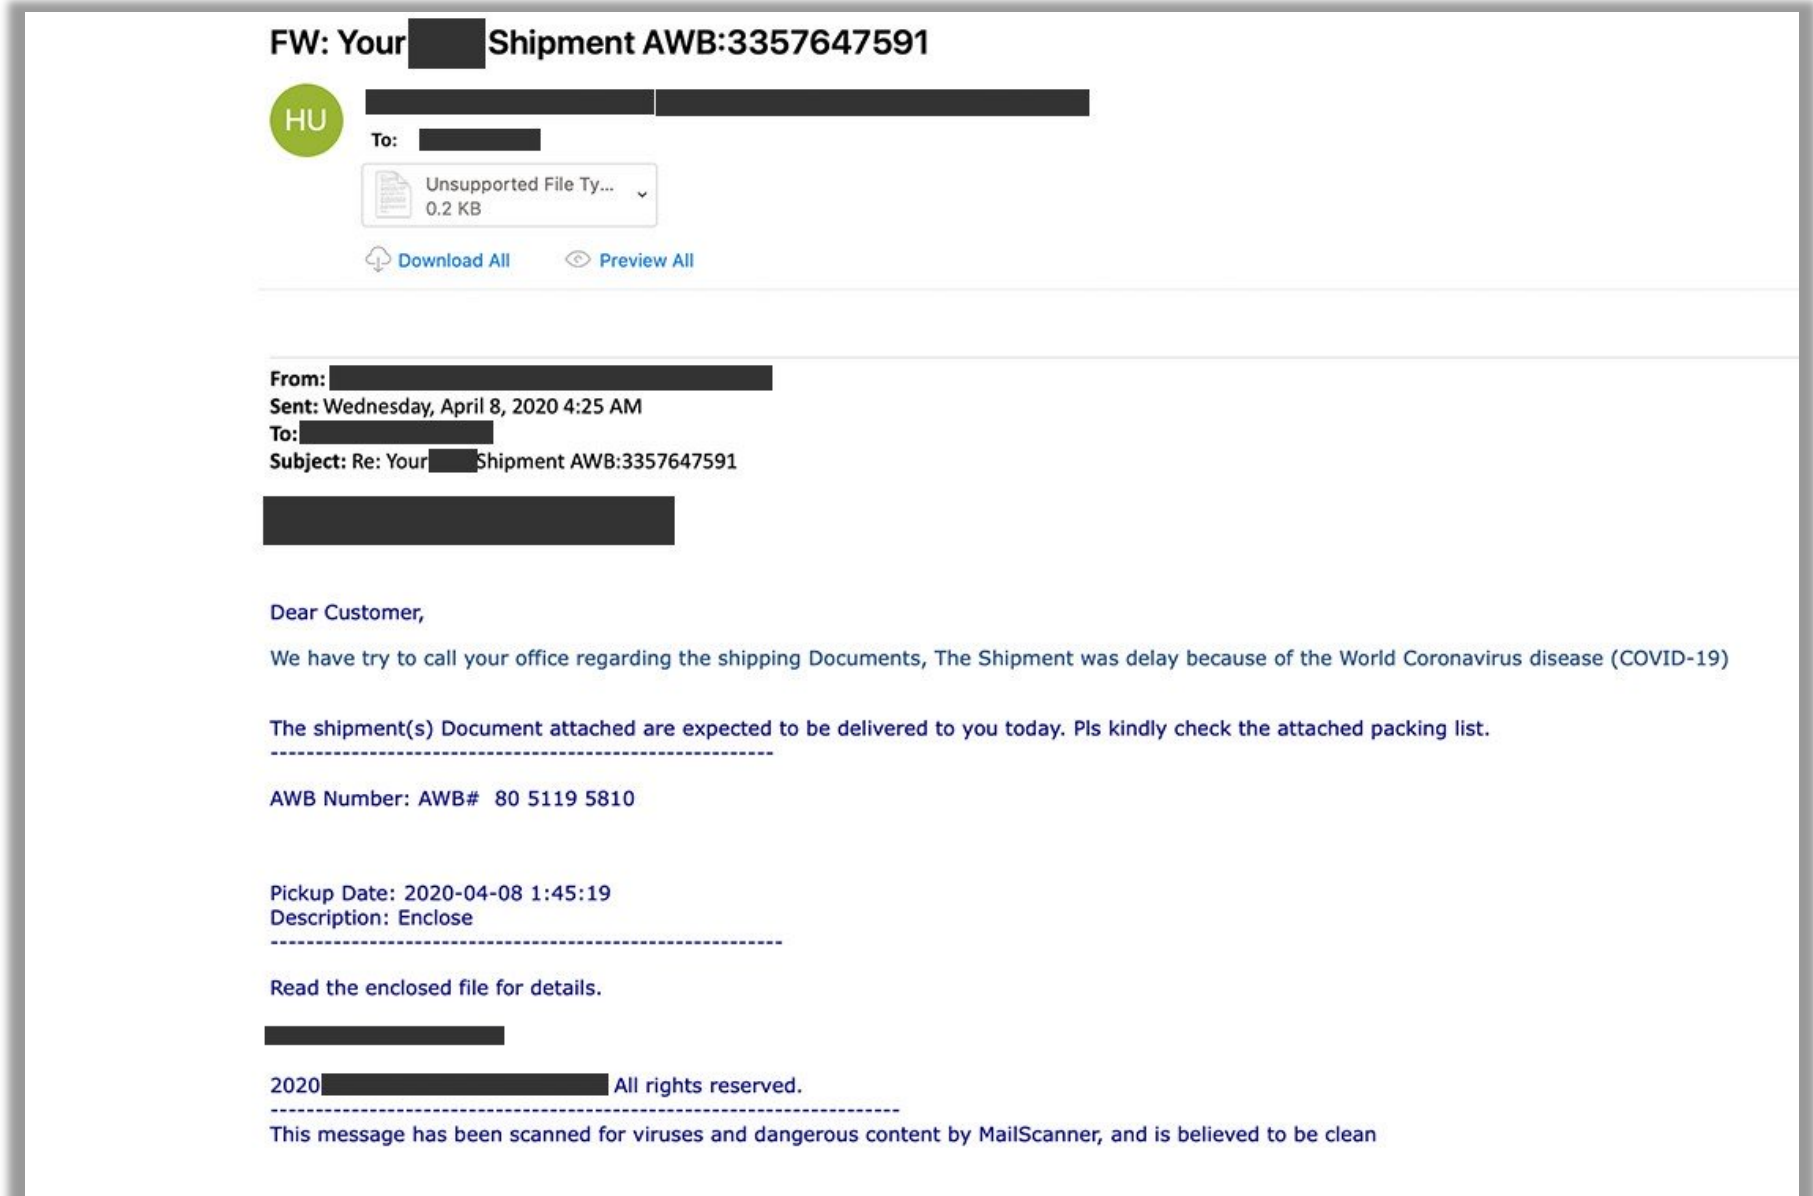 FW: Your Shipment AWB:3357647591
HU
To:
Unsupported File Ty...
0.2 KB
Download All Preview All
From:
Sent: Wednesday, April 8, 2020 4:25 AM
To:
Subject: Re: Your Shipment AWB:3357647591
Dear Customer,
We have try to call your office regarding the shipping Documents, The Shipment was delay because of the World Coronavirus disease (COVID-19)
The shipment(s) Document attached are expected to be delivered to you today. Pls kindly check the attached packing list.
--------------------------------------------------------
AWB Number: AWB#  80 5119 5810
Pickup Date: 2020-04-08 1:45:19
Description: Enclose
---------------------------------------------------------
Read the enclosed file for details.
2020 All rights reserved.
----------------------------------------------------------------------
This message has been scanned for viruses and dangerous content by MailScanner, and is believed to be clean